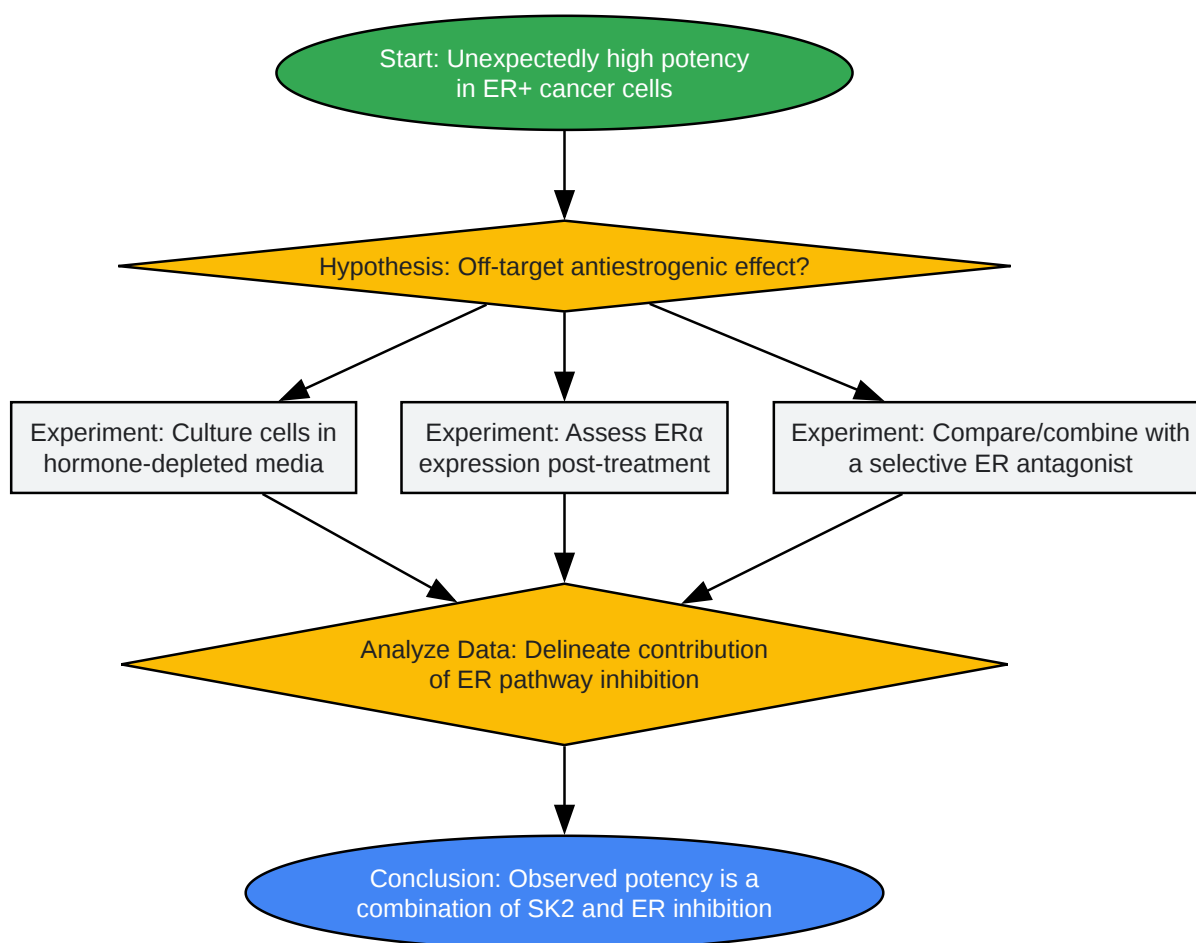 Start: Unexpectedly high potency
in ER+ cancer cells
Hypothesis: Off-target antiestrogenic effect?
Experiment: Culture cells in
hormone-depleted media
Experiment: Assess ERα
expression post-treatment
Experiment: Compare/combine with
a selective ER antagonist
Analyze Data: Delineate contribution
of ER pathway inhibition
Conclusion: Observed potency is a
combination of SK2 and ER inhibition